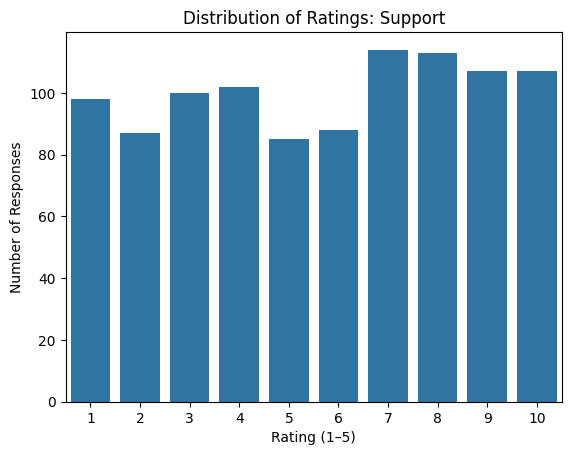 Distribution of Ratings: Support
Number of Responses
100
80
60
40
20
0
1 2 3 4 5 6 7 8 9 10
Rating (1–5)